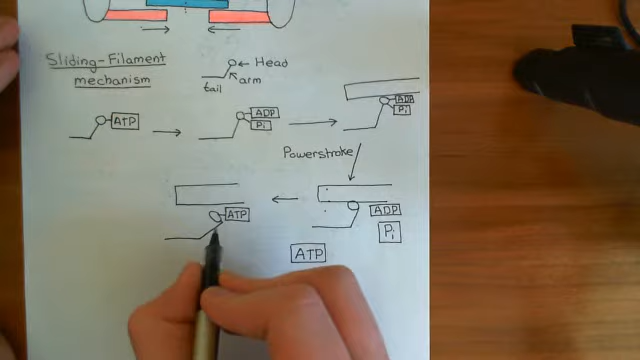 Sliding-Filament
mechanism
Head
arm
tail
ATP
ADP
Pi
ADP
Pi
Powerstroke
ATP
ADP
Pi
ATP